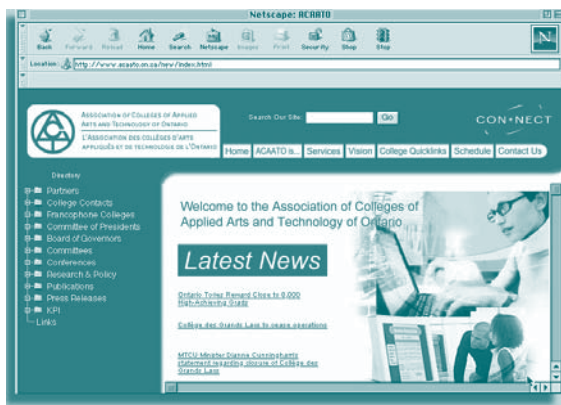 Netscape: ACAATO
Back Forward Reload Home Search Netscape Images Print Security Shop Stop
Location: http://www.acaato.on.ca/new/index.html
N
ASSOCIATION OF COLLEGES OF APPLIED
ARTS AND TECHNOLOGY OF ONTARIO
L'ASSOCIATION DES COLLÈGES D'ARTS
APPLIQUÉS ET DE TECHNOLOGIE DE L'ONTARIO
Search Our Site: Go
CON•NECT
Home ACAATO is... Services Vision College Quicklinks Schedule Contact Us
Directory
Partners
College Contacts
Francophone Colleges
Committee of Presidents
Board of Governors
Committees
Conferences
Research & Policy
Publications
Press Releases
KPI
Links
Welcome to the Association of Colleges of
Applied Arts and Technology of Ontario
Latest News
Ontario Tories Reward Close to 8,000
High-Achieving Grads
Collège des Grands Lacs to cease operations
MTCU Minister Dianne Cunningham's
statement regarding closure of Collège des
Grands Lacs